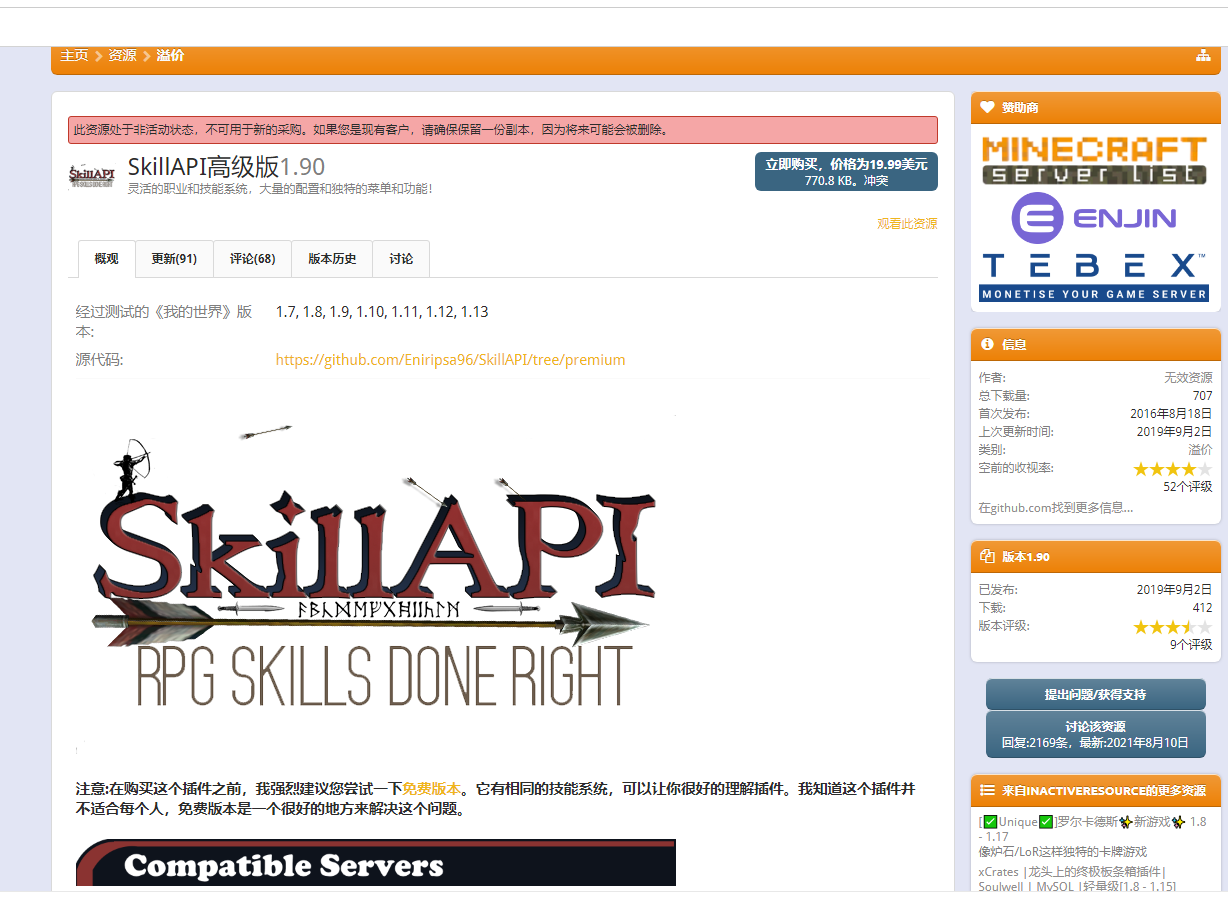 主页 > 资源 > 溢价
此资源处于非活动状态，不可用于新的采购。如果您是现有客户，请确保保留一份副本，因为将来可能会被删除。
SkillAPI
RPG SKILLS DONE RIGHT
SkillAPI高级版1.90
灵活的职业和技能系统，大量的配置和独特的菜单和功能！
立即购买，价格为19.99美元
770.8 KB。冲突
观看此资源
概观
更新(91)
评论(68)
版本历史
讨论
经过测试的《我的世界》版
本:
1.7, 1.8, 1.9, 1.10, 1.11, 1.12, 1.13
源代码:
https://github.com/Eniripsa96/SkillAPI/tree/premium
SkillAPI
RPG SKILLS DONE RIGHT
注意:在购买这个插件之前，我强烈建议您尝试一下免费版本。它有相同的技能系统，可以让你很好的理解插件。我知道这个插件并
不适合每个人，免费版本是一个很好的地方来解决这个问题。
Compatible Servers
赞助商
MINECRAFT
server list
ENJIN
TEBEX™
MONETISE YOUR GAME SERVER
信息
作者: 无效资源
总下载量: 707
首次发布: 2016年8月18日
上次更新时间: 2019年9月2日
类别: 溢价
空前的收视率:
52个评级
在github.com找到更多信息...
版本1.90
已发布: 2019年9月2日
下载: 412
版本评级:
9个评级
提出问题/获得支持
讨论该资源
回复:2169条，最新:2021年8月10日
来自INACTIVERESOURCE的更多资源
[✅Unique✅]罗尔卡德斯✨新游戏✨ 1.8
- 1.17
像炉石/LoR这样独特的卡牌游戏
xCrates |龙头上的终极板条箱插件|
Soulwell | MySQL |轻量级[1.8 - 1.15]